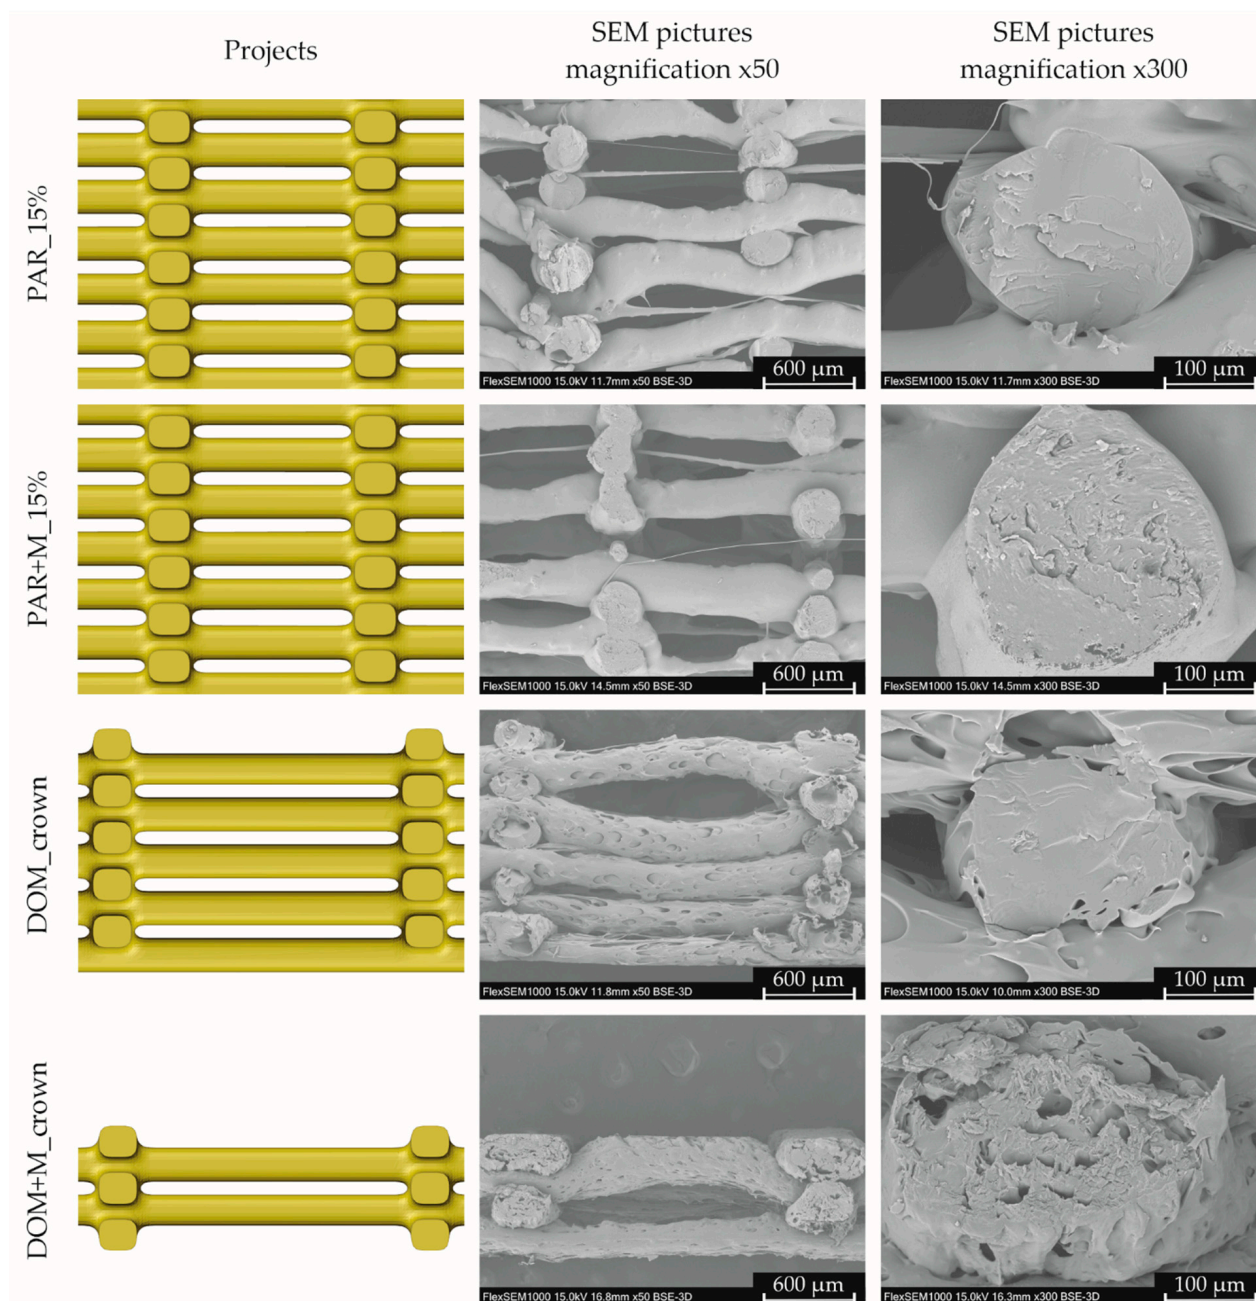 Projects
SEM pictures
magnification x50
SEM pictures
magnification x300
PAR_15%
600 µm
FlexSEM1000 15.0kV 11.7mm x50 BSE-3D
100 µm
FlexSEM1000 15.0kV 11.7mm x300 BSE-3D
PAR+M_15%
600 µm
FlexSEM1000 15.0kV 14.5mm x50 BSE-3D
100 µm
FlexSEM1000 15.0kV 14.5mm x300 BSE-3D
DOM_crown
600 µm
FlexSEM1000 15.0kV 11.8mm x50 BSE-3D
100 µm
FlexSEM1000 15.0kV 10.0mm x300 BSE-3D
DOM+M_crown
600 µm
FlexSEM1000 15.0kV 16.8mm x50 BSE-3D
100 µm
FlexSEM1000 15.0kV 16.3mm x300 BSE-3D